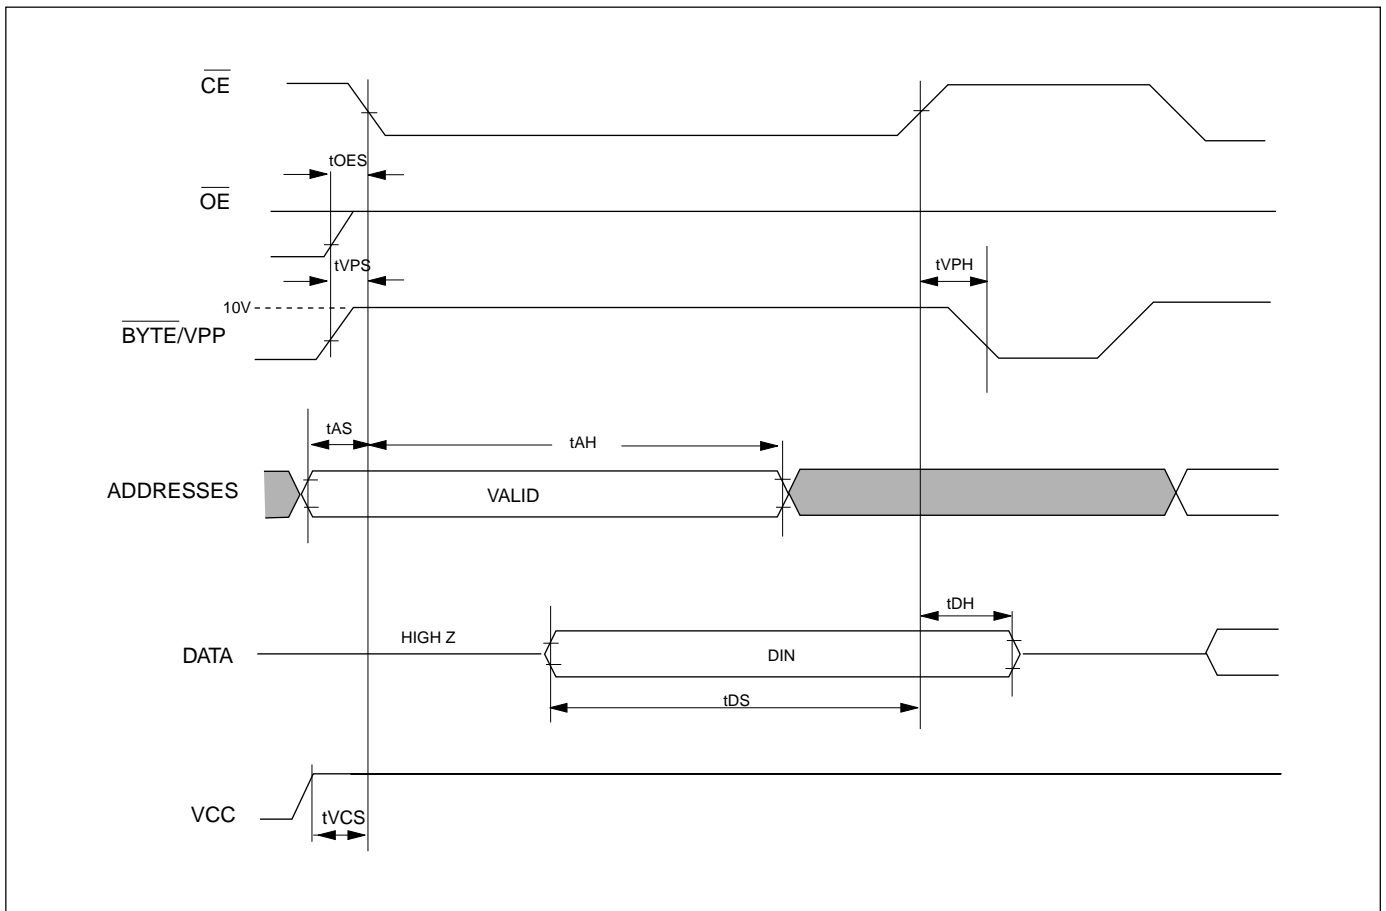 CE
tOES
OE
tVPS
tVPH
10V
BYTE/VPP
tAS
tAH
ADDRESSES
VALID
tDH
HIGH Z
DATA
DIN
tDS
VCC
tVCS